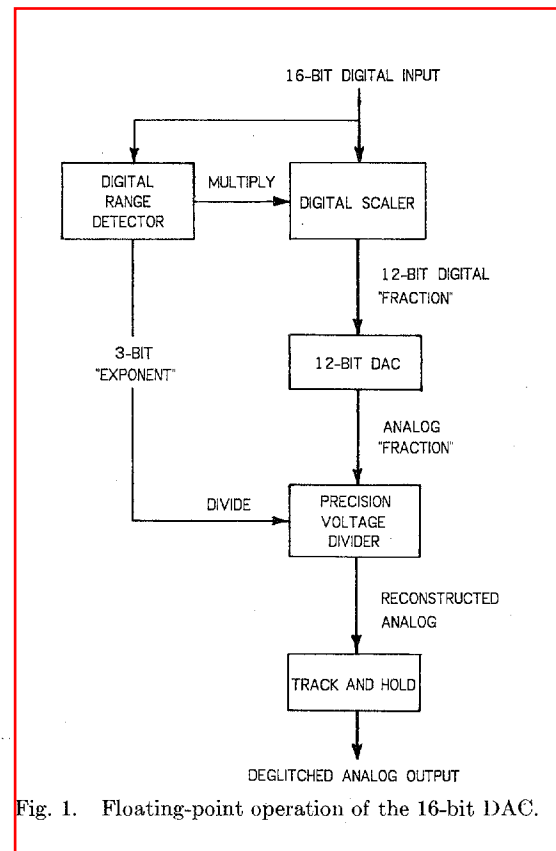 16-BIT DIGITAL INPUT
DIGITAL
RANGE
DETECTOR
MULTIPLY
DIGITAL SCALER
12-BIT DIGITAL
"FRACTION"
3-BIT
"EXPONENT"
12-BIT DAC
ANALOG
"FRACTION"
DIVIDE
PRECISION
VOLTAGE
DIVIDER
RECONSTRUCTED
ANALOG
TRACK AND HOLD
DEGLITCHED ANALOG OUTPUT
Fig. 1. Floating-point operation of the 16-bit DAC.